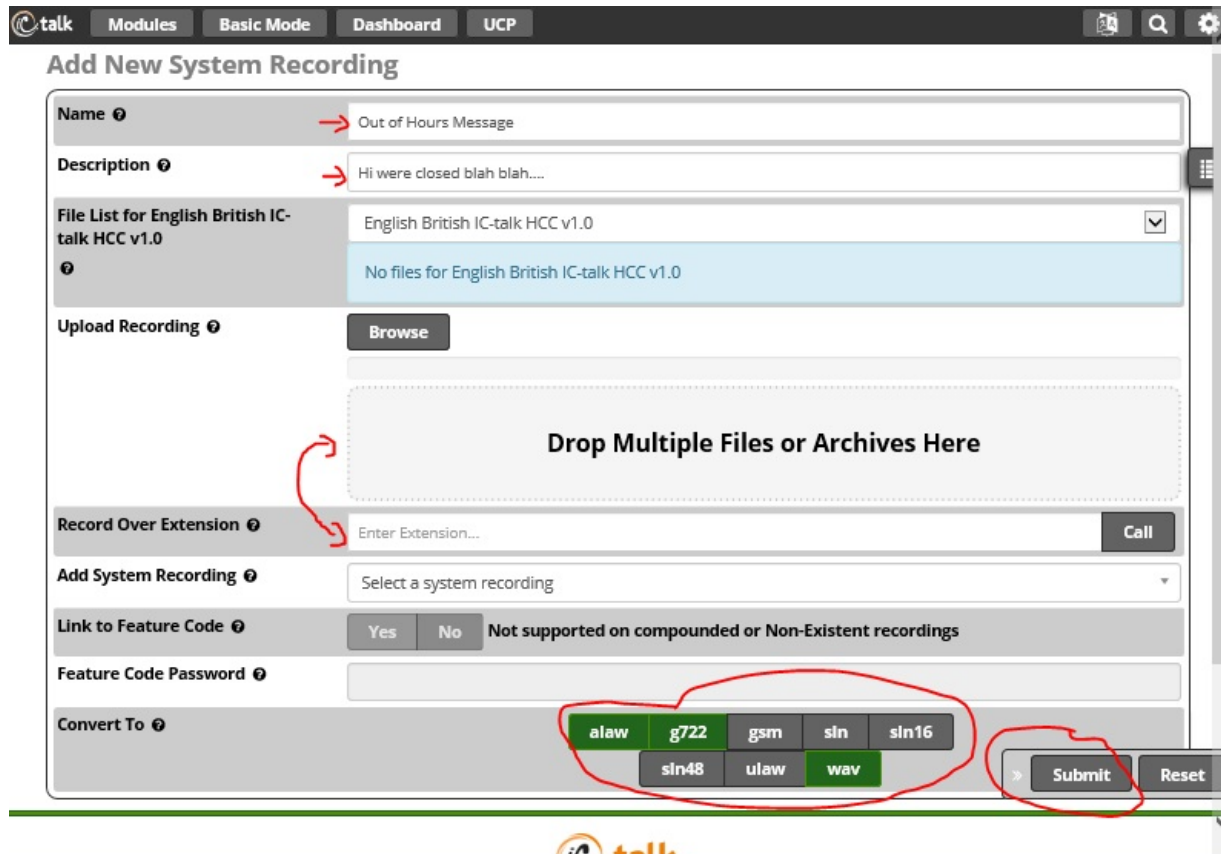 iC talk Modules Basic Mode Dashboard UCP
Add New System Recording
Name
Out of Hours Message
Description
Hi were closed blah blah....
File List for English British IC-
talk HCC v1.0
English British IC-talk HCC v1.0
No files for English British IC-talk HCC v1.0
Upload Recording
Browse
Drop Multiple Files or Archives Here
Record Over Extension
Enter Extension...
Call
Add System Recording
Select a system recording
Link to Feature Code
Yes No Not supported on compounded or Non-Existent recordings
Feature Code Password
Convert To
alaw g722 gsm sln sln16
sln48 ulaw wav
» Submit Reset
talk